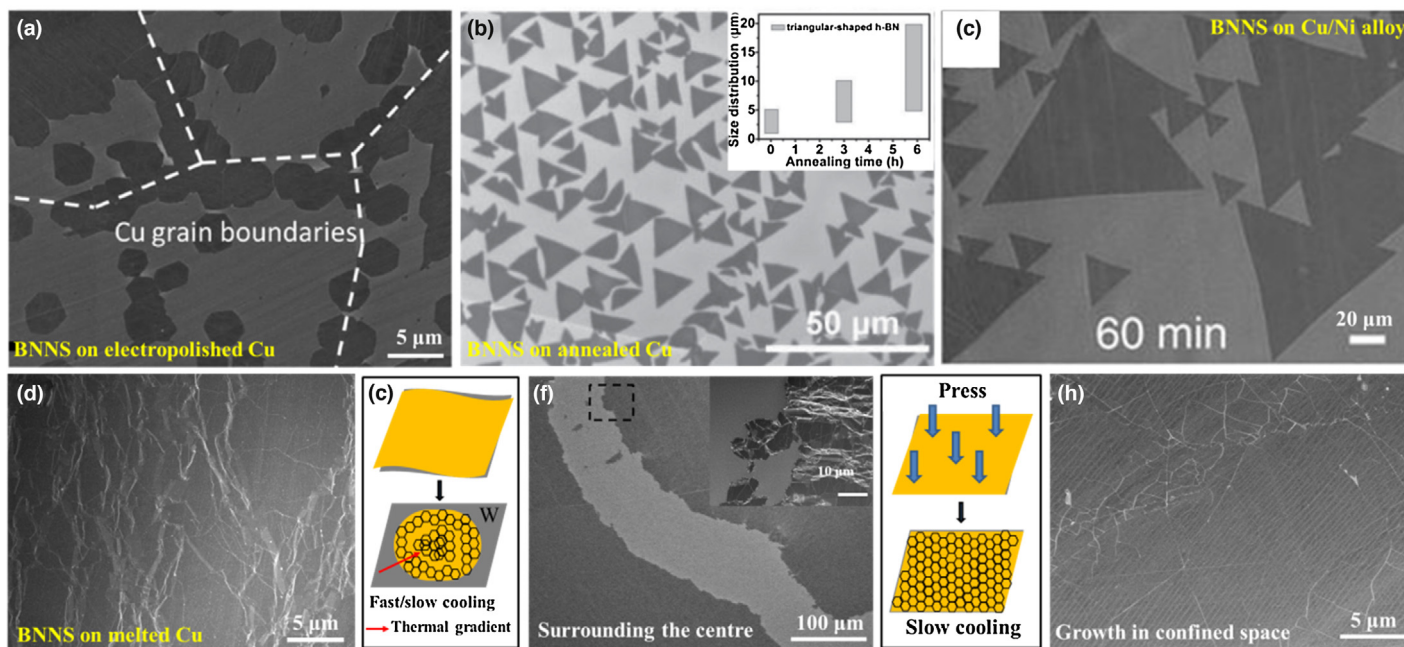 (a)
Cu grain boundaries
BNNS on electropolished Cu
5 μm
(b)
Size distribution (μm)
20
15
10
5
0
triangular-shaped h-BN
0 1 2 3 4 5 6
Annealing time (h)
50 μm
BNNS on annealed Cu
(c)
BNNS on Cu/Ni alloy
60 min
20 μm
(d)
BNNS on melted Cu
5 μm
(c)
W
Fast/slow cooling
Thermal gradient
(f)
10 μm
Surrounding the centre
100 μm
Press
Slow cooling
(h)
Growth in confined space
5 μm